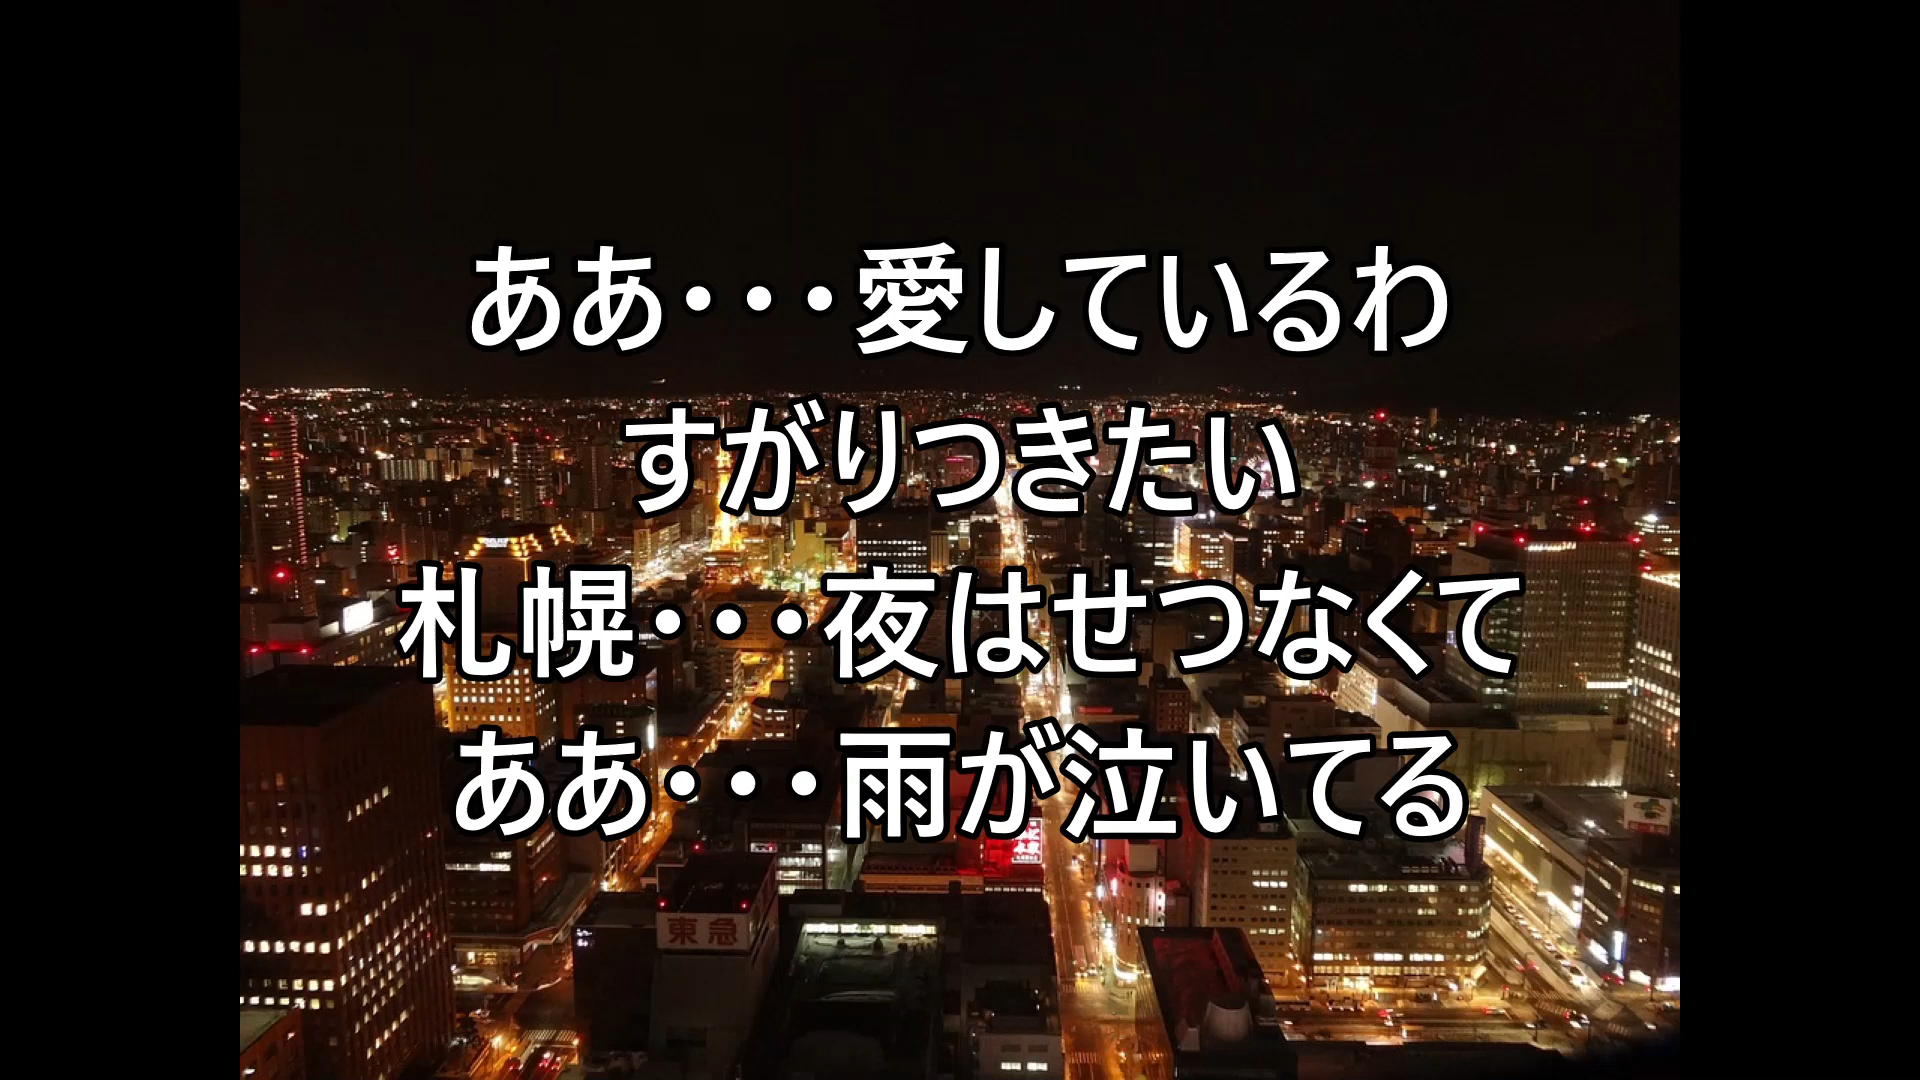 ああ･･･愛しているわ
すがりつきたい
札幌･･･夜はせつなくて
ああ･･･雨が泣いてる
東急